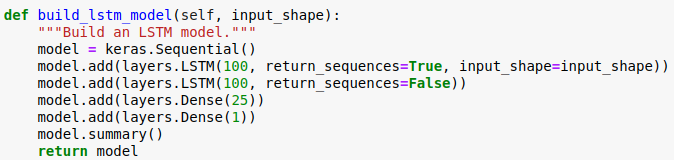 def build_lstm_model(self, input_shape):
    """Build an LSTM model."""
    model = keras.Sequential()
    model.add(layers.LSTM(100, return_sequences=True, input_shape=input_shape))
    model.add(layers.LSTM(100, return_sequences=False))
    model.add(layers.Dense(25))
    model.add(layers.Dense(1))
    model.summary()
    return model